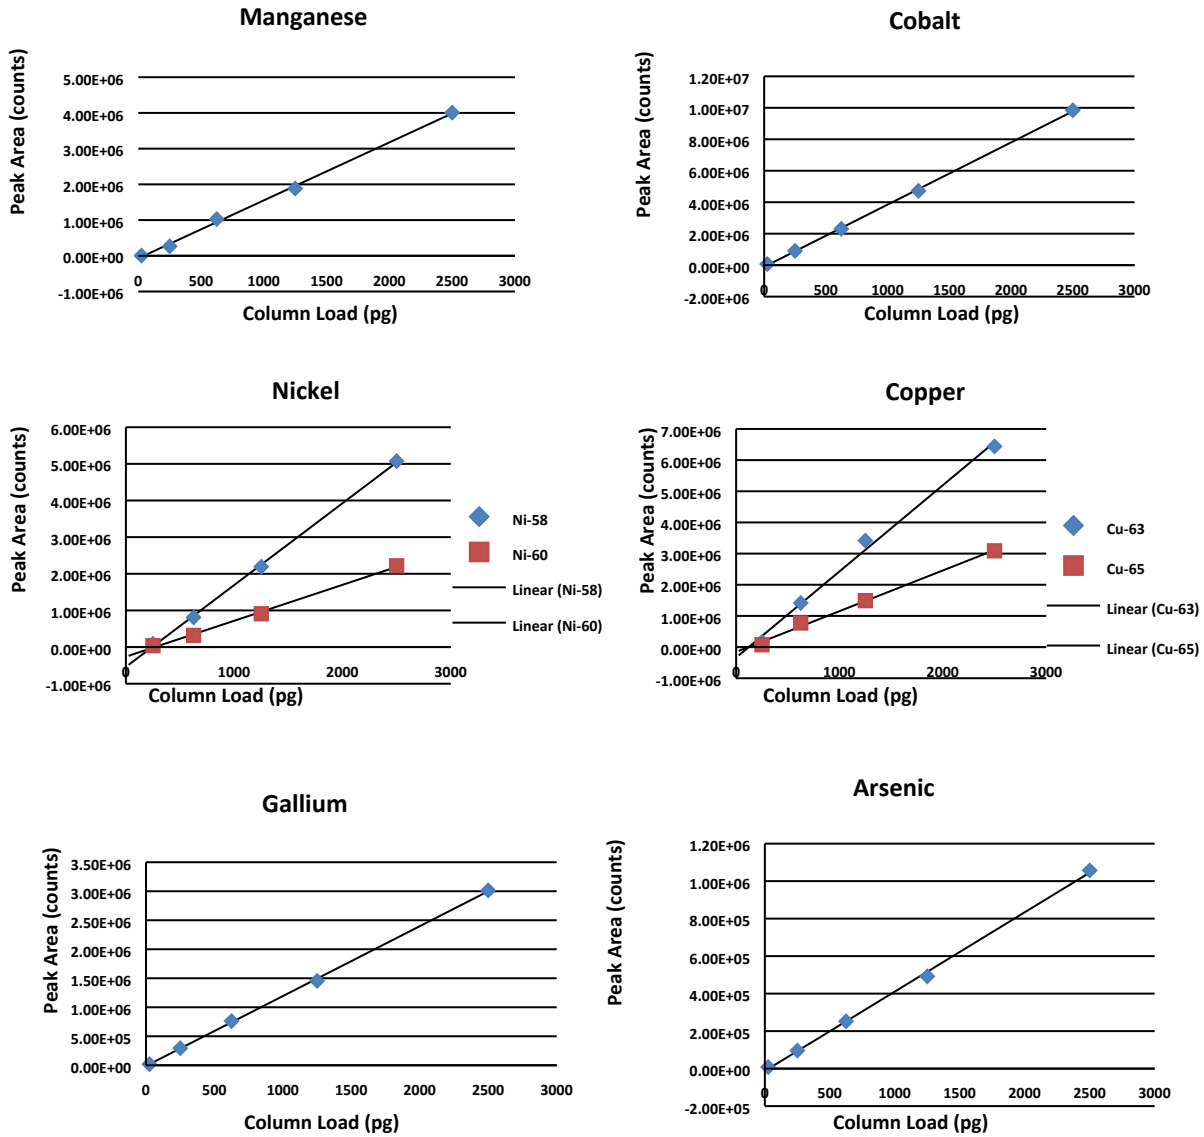 Manganese
Peak Area (counts)
5.00E+06
4.00E+06
3.00E+06
2.00E+06
1.00E+06
0.00E+00
-1.00E+06
0 500 1000 1500 2000 2500 3000
Column Load (pg)
Cobalt
Peak Area (counts)
1.20E+07
1.00E+07
8.00E+06
6.00E+06
4.00E+06
2.00E+06
0.00E+00
-2.00E+06
0 500 1000 1500 2000 2500 3000
Column Load (pg)
Nickel
Peak Area (counts)
6.00E+06
5.00E+06
4.00E+06
3.00E+06
2.00E+06
1.00E+06
0.00E+00
-1.00E+06
0 1000 2000 3000
Column Load (pg)
Ni-58
Ni-60
Linear (Ni-58)
Linear (Ni-60)
Copper
Peak Area (counts)
7.00E+06
6.00E+06
5.00E+06
4.00E+06
3.00E+06
2.00E+06
1.00E+06
0.00E+00
-1.00E+06
0 1000 2000 3000
Column Load (pg)
Cu-63
Cu-65
Linear (Cu-63)
Linear (Cu-65)
Gallium
Peak Area (counts)
3.50E+06
3.00E+06
2.50E+06
2.00E+06
1.50E+06
1.00E+06
5.00E+05
0.00E+00
0 500 1000 1500 2000 2500 3000
Column Load (pg)
Arsenic
Peak Area (counts)
1.20E+06
1.00E+06
8.00E+05
6.00E+05
4.00E+05
2.00E+05
0.00E+00
-2.00E+05
0 500 1000 1500 2000 2500 3000
Column Load (pg)